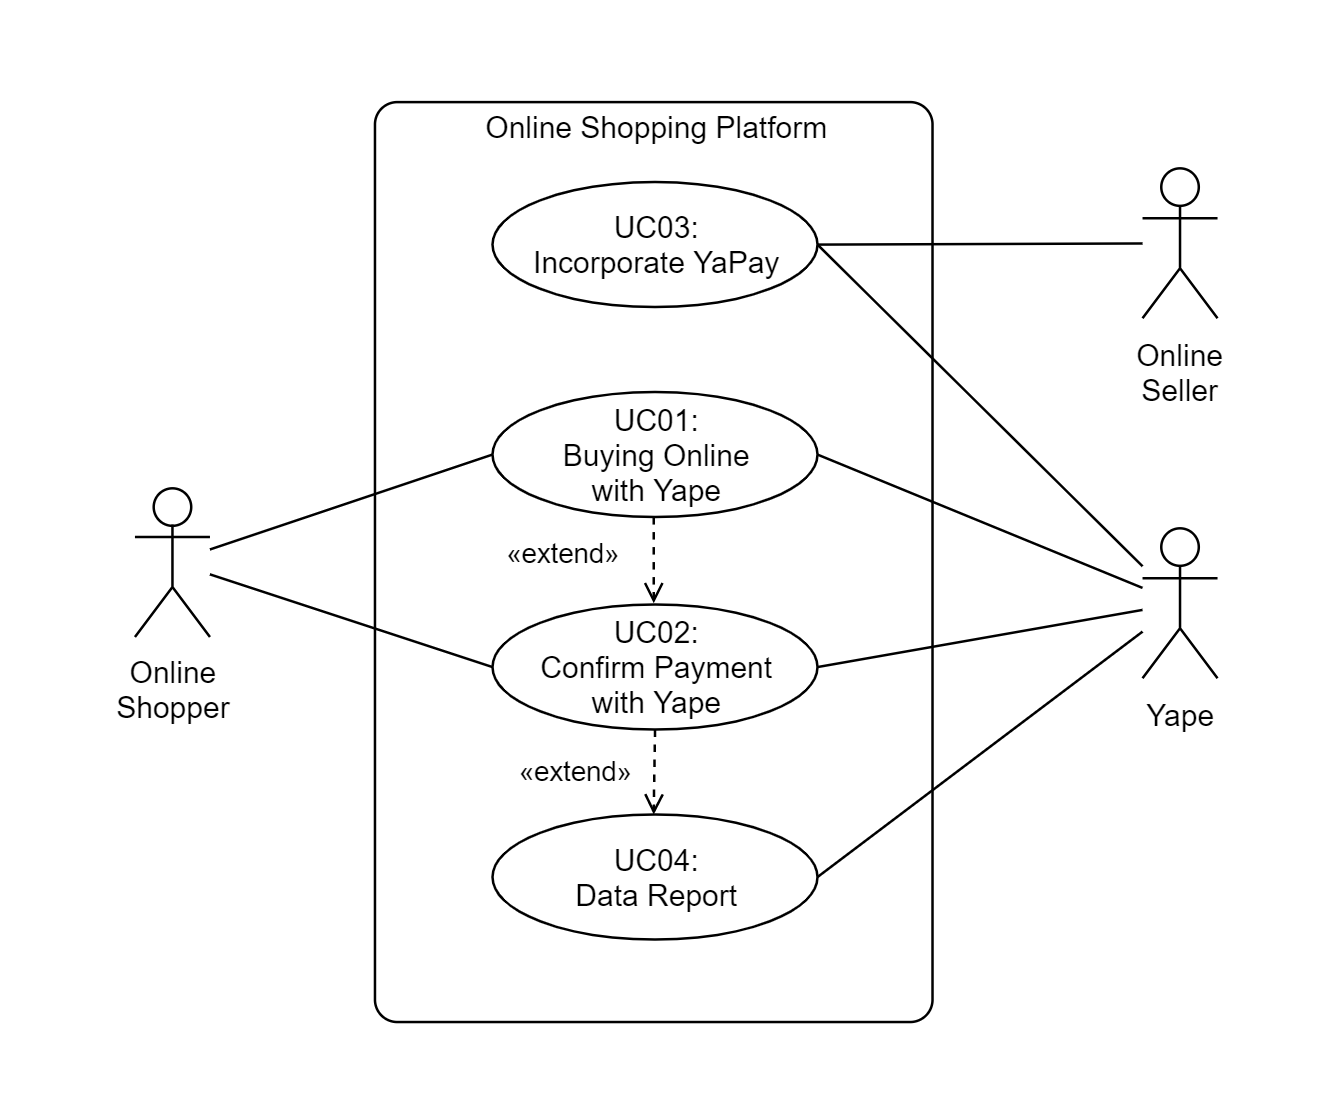 Online Shopping Platform
UC03:
Incorporate YaPay
Online
Seller
UC01:
Buying Online
with Yape
«extend»
Online
Shopper
UC02:
Confirm Payment
with Yape
Yape
«extend»
UC04:
Data Report